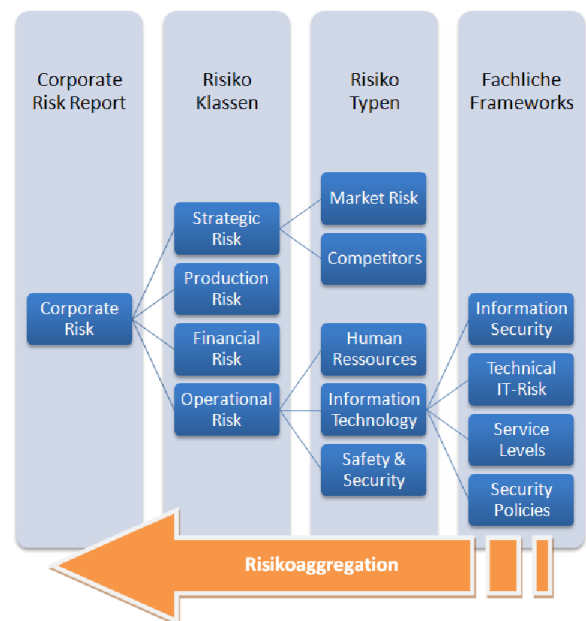 Corporate
Risk Report
Risiko
Klassen
Risiko
Typen
Fachliche
Frameworks
Corporate
Risk
Strategic
Risk
Production
Risk
Financial
Risk
Operational
Risk
Market Risk
Competitors
Human
Ressources
Information
Technology
Safety &
Security
Information
Security
Technical
IT-Risk
Service
Levels
Security
Policies
Risikoaggregation